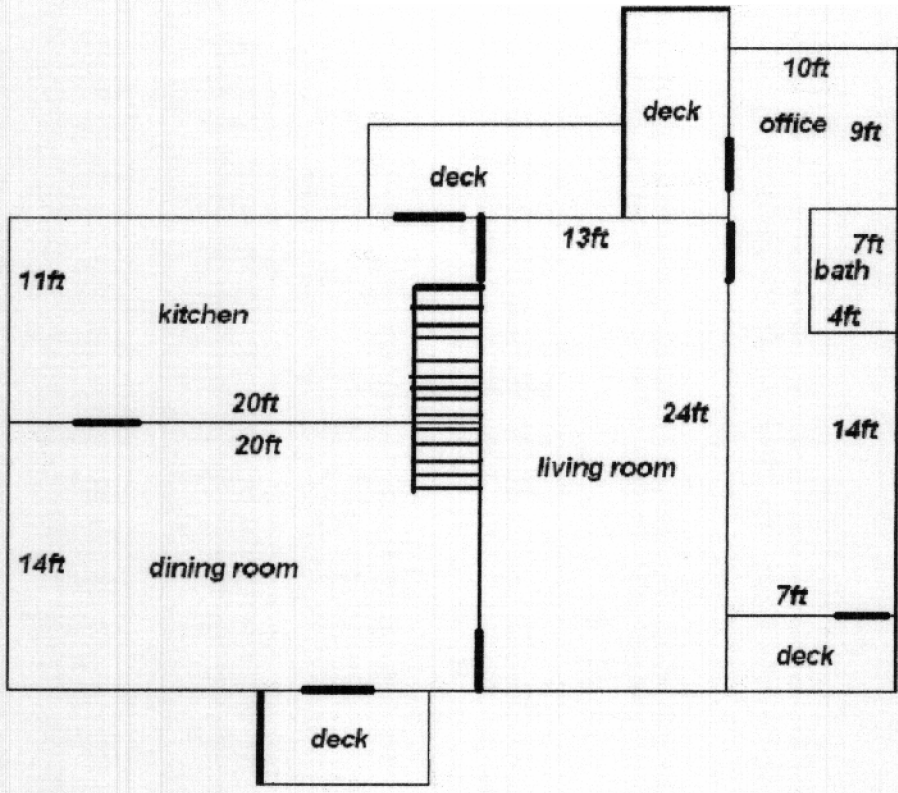 10ft
deck
office
9ft
deck
13ft
7ft
bath
11ft
kitchen
4ft
20ft
24ft
14ft
20ft
living room
14ft
dining room
7ft
deck
deck